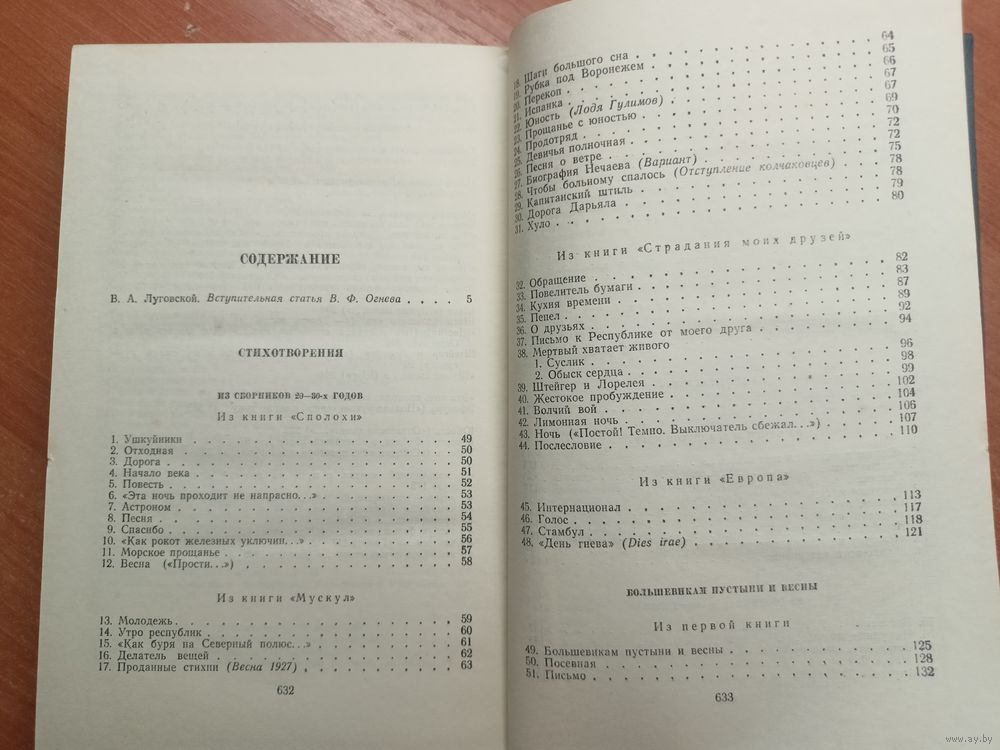 СОДЕРЖАНИЕ
В. А. Луговской. Вступительная статья В. Ф. Огнева . . . . 5
СТИХОТВОРЕНИЯ
ИЗ СБОРНИКОВ 20—30-х ГОДОВ
Из книги «Сполохи»
1. Ушкуйники 49
2. Отходная 50
3. Дорога 50
4. Начало века 51
5. Повесть 52
6. «Эта ночь проходит не напрасно...» 53
7. Астроном 53
8. Песня 54
9. Спасибо 55
10. «Как рокот железных уключин...» 56
11. Морское прощанье 57
12. Весна («Прости...») 58
Из книги «Мускул»
13. Молодежь 59
14. Утро республик 60
15. «Как буря на Северный полюс...» 61
16. Делатель вещей 62
17. Проданные стихии (Весна 1927) 63
632
18. Шаги большого сна 64
19. Рубка под Воронежем 65
20. Перекоп 66
21. Испанка 67
22. Юность (Лодя Гулимов) 67
23. Прощанье с юностью 69
24. Продотряд 70
25. Девичья полночная 72
26. Песня о ветре 72
27. Биография Нечаева (Вариант) 75
28. Чтобы больному спалось (Отступление колчаковцев) 78
29. Капитанский штиль 78
30. Дорога Дарьяла 79
31. Хуло 80
Из книги «Страдания моих друзей»
32. Обращение 82
33. Повелитель бумаги 83
34. Кухня времени 87
35. Пепел 89
36. О друзьях 92
37. Письмо к Республике от моего друга 94
38. Мертвый хватает живого
1. Суслик 96
2. Обыск сердца 98
39. Штейгер и Лорелея 99
40. Жестокое пробуждение 102
41. Волчий вой 104
42. Лимонная ночь 106
43. Ночь («Постой! Темпо. Выключатель сбежал...») 107
44. Послесловие 110
Из книги «Европа»
45. Интернационал 113
46. Голос 117
47. Стамбул 118
48. «День гнева» (Dies irae) 121
БОЛЬШЕВИКАМ ПУСТЫНИ И ВЕСНЫ
Из первой книги
49. Большевикам пустыни и весны 125
50. Посевная 128
51. Письмо 132
633
www.ay.by